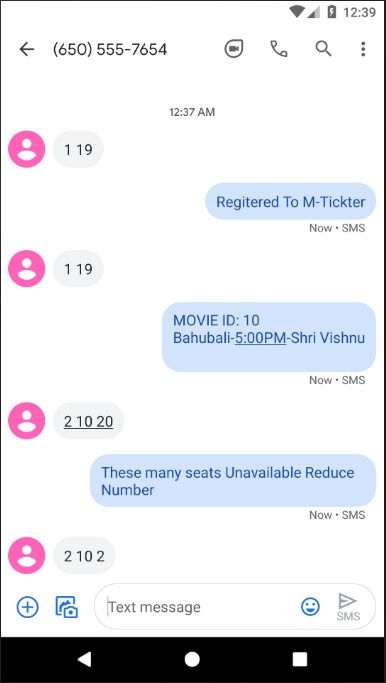 12:39
(650) 555-7654
12:37 AM
1 19
Regitered To M-Tickter
Now • SMS
1 19
MOVIE ID: 10
Bahubali-5:00PM-Shri Vishnu
Now • SMS
2 10 20
These many seats Unavailable Reduce
Number
Now • SMS
2 10 2
Text message
SMS